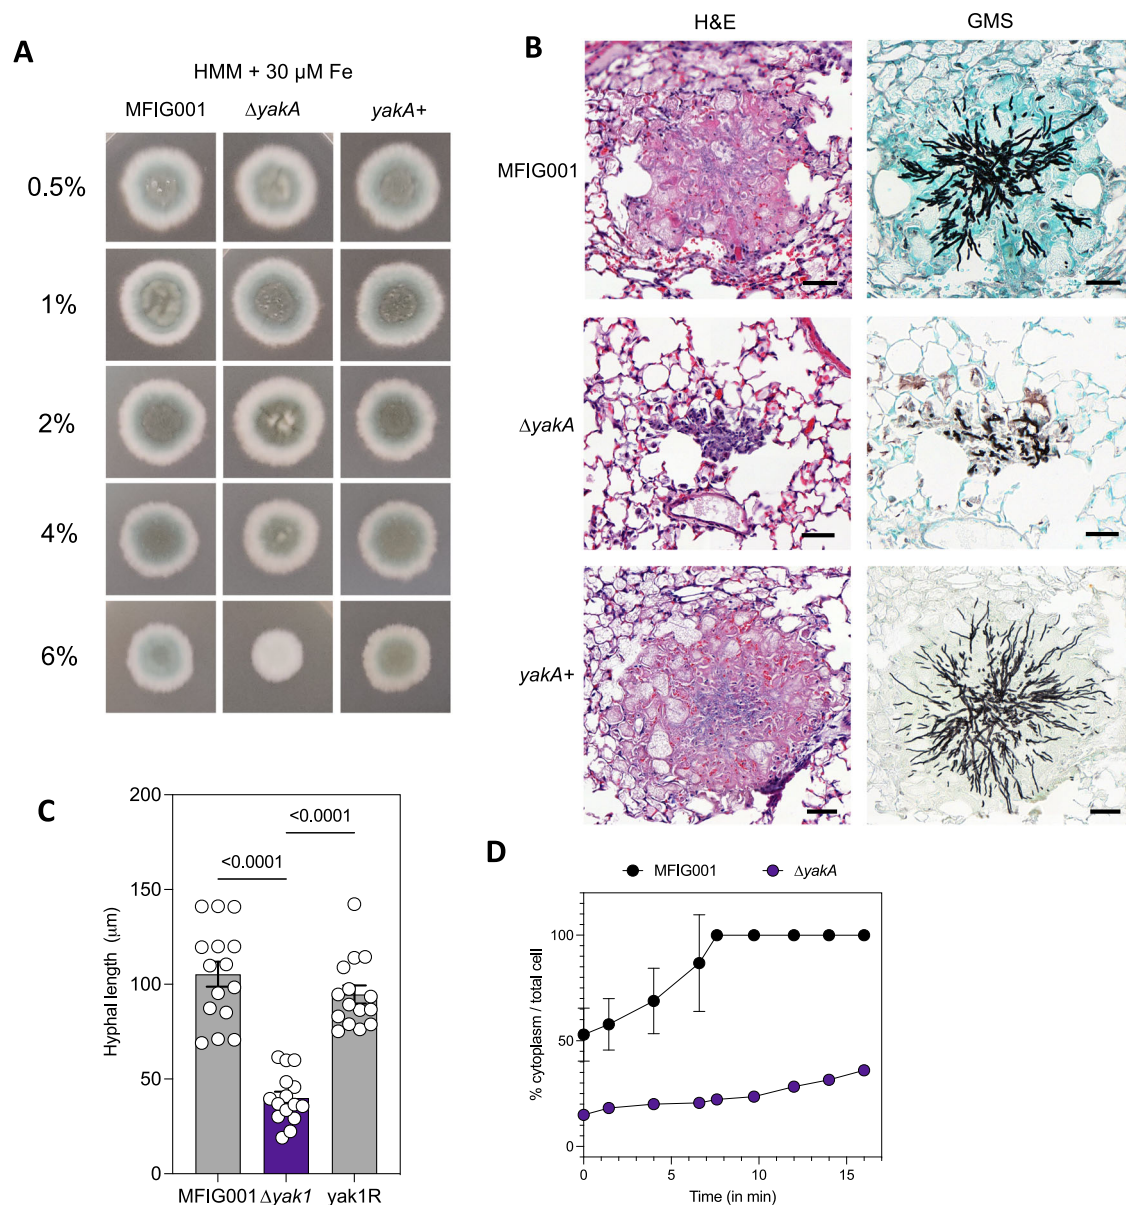 A
HMM + 30 µM Fe
MFIG001 ΔyakA yakA+
0.5%
1%
2%
4%
6%
B
H&E GMS
MFIG001
ΔyakA
yakA+
C
200
150
100
50
0
Hyphal length (µm)
<0.0001
<0.0001
MFIG001 Δyak1 yak1R
D
MFIG001 ΔyakA
100
50
0
% cytoplasm / total cell
0 5 10 15
Time (in min)